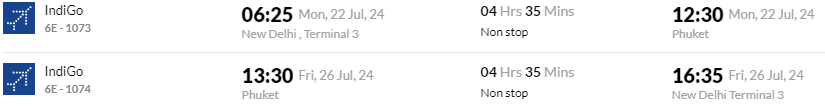 IndiGo
6E - 1073
06:25 Mon, 22 Jul, 24
New Delhi , Terminal 3
04 Hrs 35 Mins
Non stop
12:30 Mon, 22 Jul, 24
Phuket
IndiGo
6E - 1074
13:30 Fri, 26 Jul, 24
Phuket
04 Hrs 35 Mins
Non stop
16:35 Fri, 26 Jul, 24
New Delhi Terminal 3